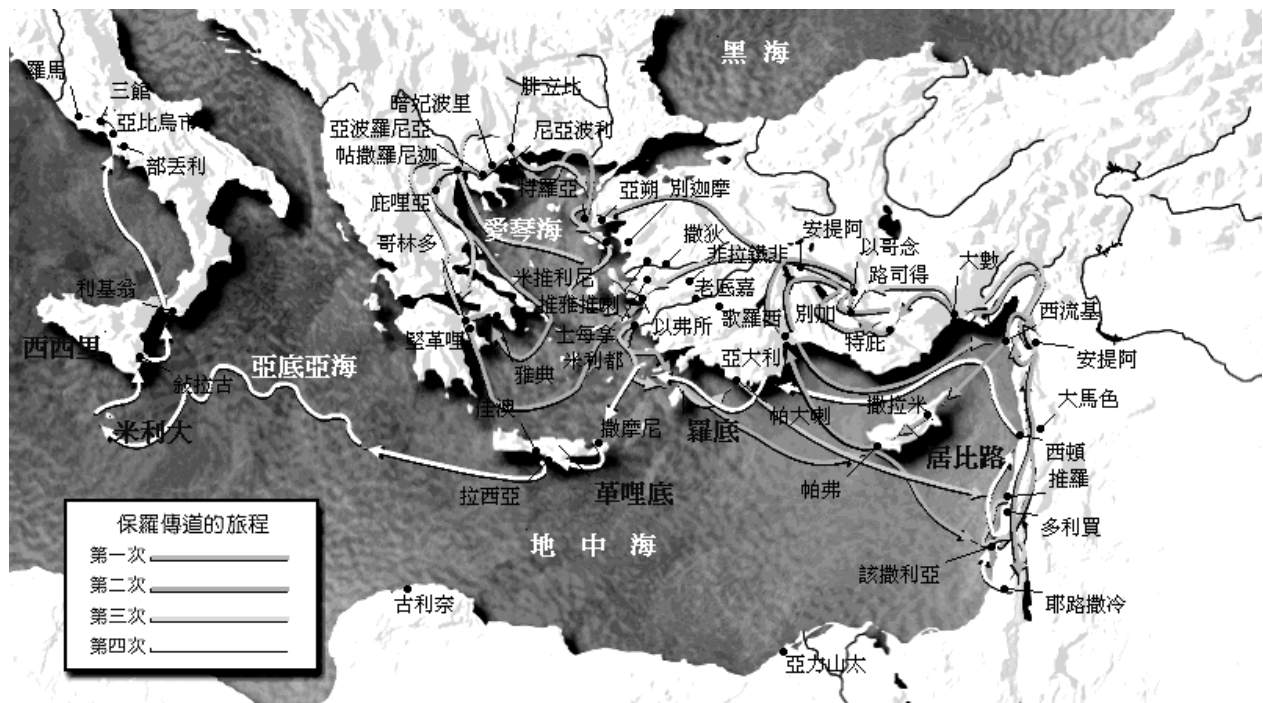 黑海
羅馬
三館
亞比烏市
部丟利
腓立比
暗妃波里
亞波羅尼亞
尼亞波利
帖撒羅尼迦
特羅亞
亞朔
別迦摩
庇哩亞
愛琴海
哥林多
撒狄
安提阿
以哥念
非拉鐵非
路司得
大數
米推利尼
老底嘉
利基翁
推雅推喇
別加
西流基
士每拿
以弗所
歌羅西
特庇
堅革哩
西西里
米利都
亞大利
安提阿
亞底亞海
雅典
敍拉古
大馬色
佳澳
撒拉米
帕大喇
米利大
撒摩尼
羅底
居比路
西頓
推羅
拉西亞
革哩底
帕弗
保羅傳道的旅程
多利買
地中海
第一次
該撒利亞
第二次
古利奈
耶路撒冷
第三次
第四次
亞力山太